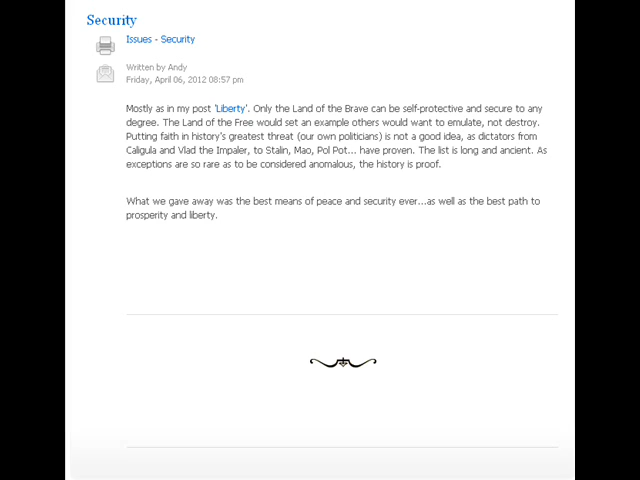 Security
Issues - Security
Written by Andy
Friday, April 06, 2012 08:57 pm
Mostly as in my post 'Liberty'. Only the Land of the Brave can be self-protective and secure to any
degree. The Land of the Free would set an example others would want to emulate, not destroy.
Putting faith in history's greatest threat (our own politicians) is not a good idea, as dictators from
Caligula and Vlad the Impaler, to Stalin, Mao, Pol Pot... have proven. The list is long and ancient. As
exceptions are so rare as to be considered anomalous, the history is proof.
What we gave away was the best means of peace and security ever...as well as the best path to
prosperity and liberty.